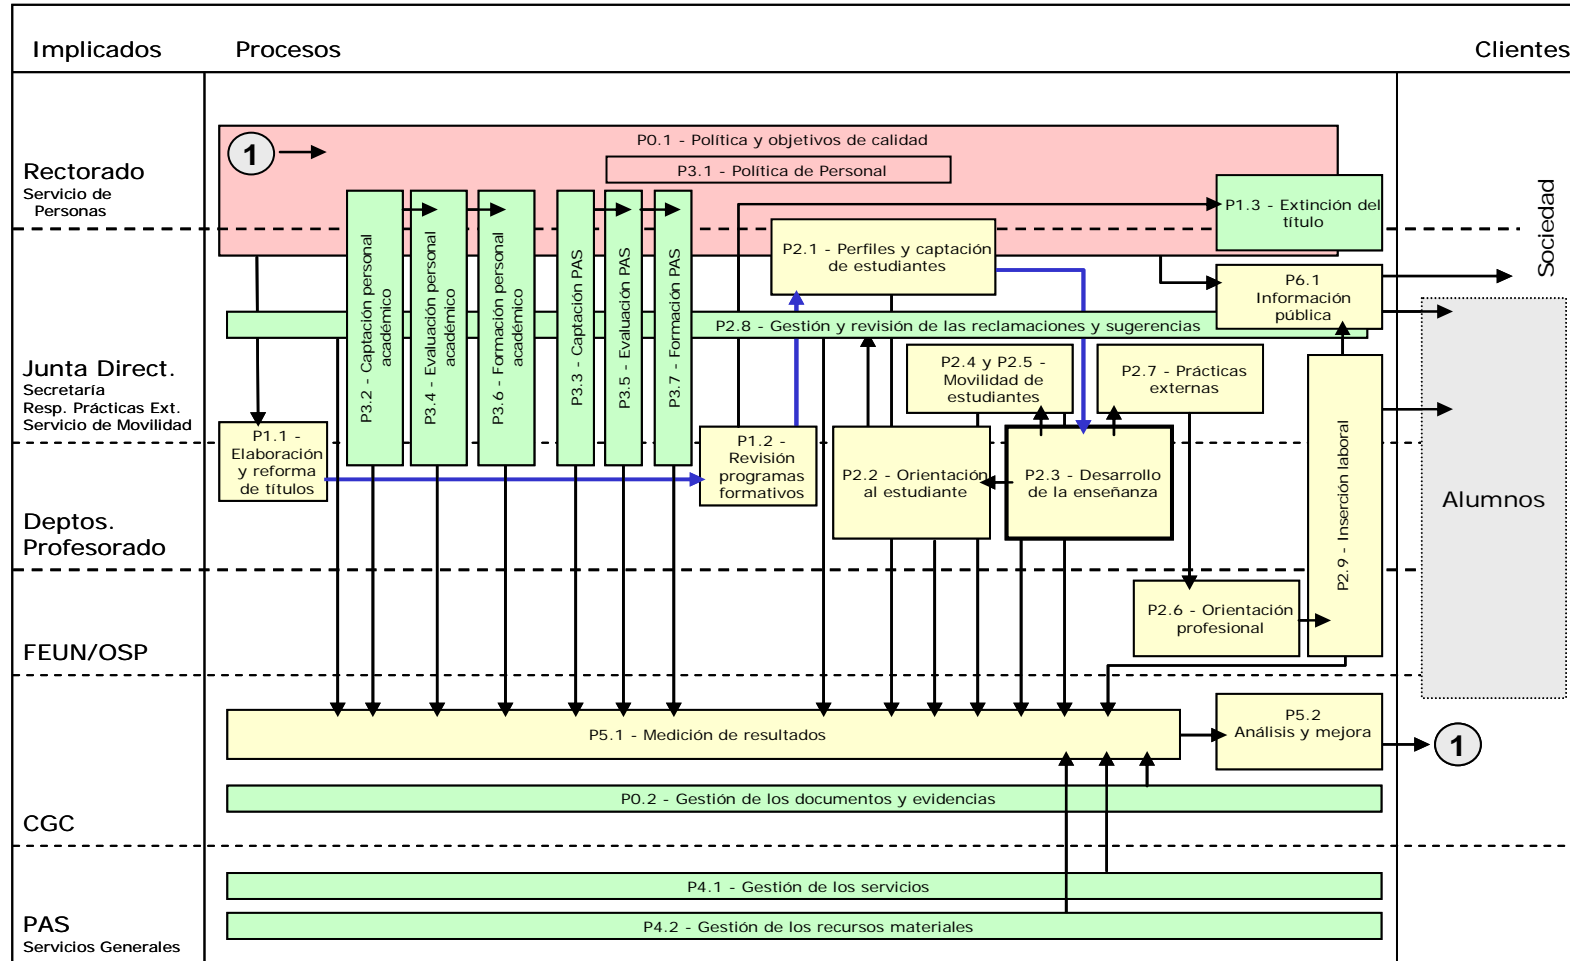 Implicados
Procesos
Clientes
Rectorado
Servicio de
Personas
1
P0.1 - Política y objetivos de calidad
P3.1 - Política de Personal
P1.3 - Extinción del
título
Sociedad
P3.2 - Captación personal
académico
P3.4 - Evaluación personal
académico
P3.6 - Formación personal
académico
P3.3 - Captación PAS
P3.5 - Evaluación PAS
P3.7 - Formación PAS
P2.1 - Perfiles y captación
de estudiantes
P6.1
Información
pública
P2.8 - Gestión y revisión de las reclamaciones y sugerencias
Junta Direct.
Secretaría
Resp. Prácticas Ext.
Servicio de Movilidad
P2.4 y P2.5 -
Movilidad de
estudiantes
P2.7 - Prácticas
externas
P1.1 -
Elaboración
y reforma
de títulos
P1.2 -
Revisión
programas
formativos
P2.2 - Orientación
al estudiante
P2.3 - Desarrollo
de la enseñanza
P2.9 - Inserción laboral
Alumnos
Deptos.
Profesorado
P2.6 - Orientación
profesional
FEUN/OSP
P5.1 - Medición de resultados
P5.2
Análisis y mejora
1
P0.2 - Gestión de los documentos y evidencias
CGC
P4.1 - Gestión de los servicios
P4.2 - Gestión de los recursos materiales
PAS
Servicios Generales